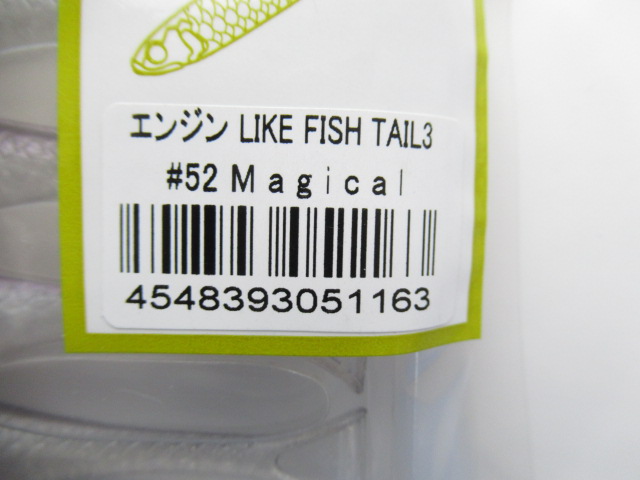 エンジン LIKE FISH TAIL3
#52 Magical
4548393051163